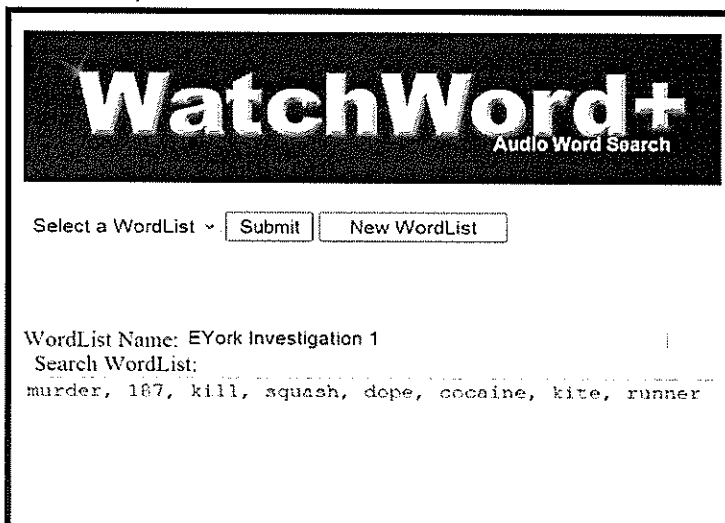 WatchWord+
Audio Word Search
Select a WordList Submit New WordList
WordList Name: EYork Investigation 1
Search WordList:
murder, 187, kill, squash, dope, cocaine, kite, runner